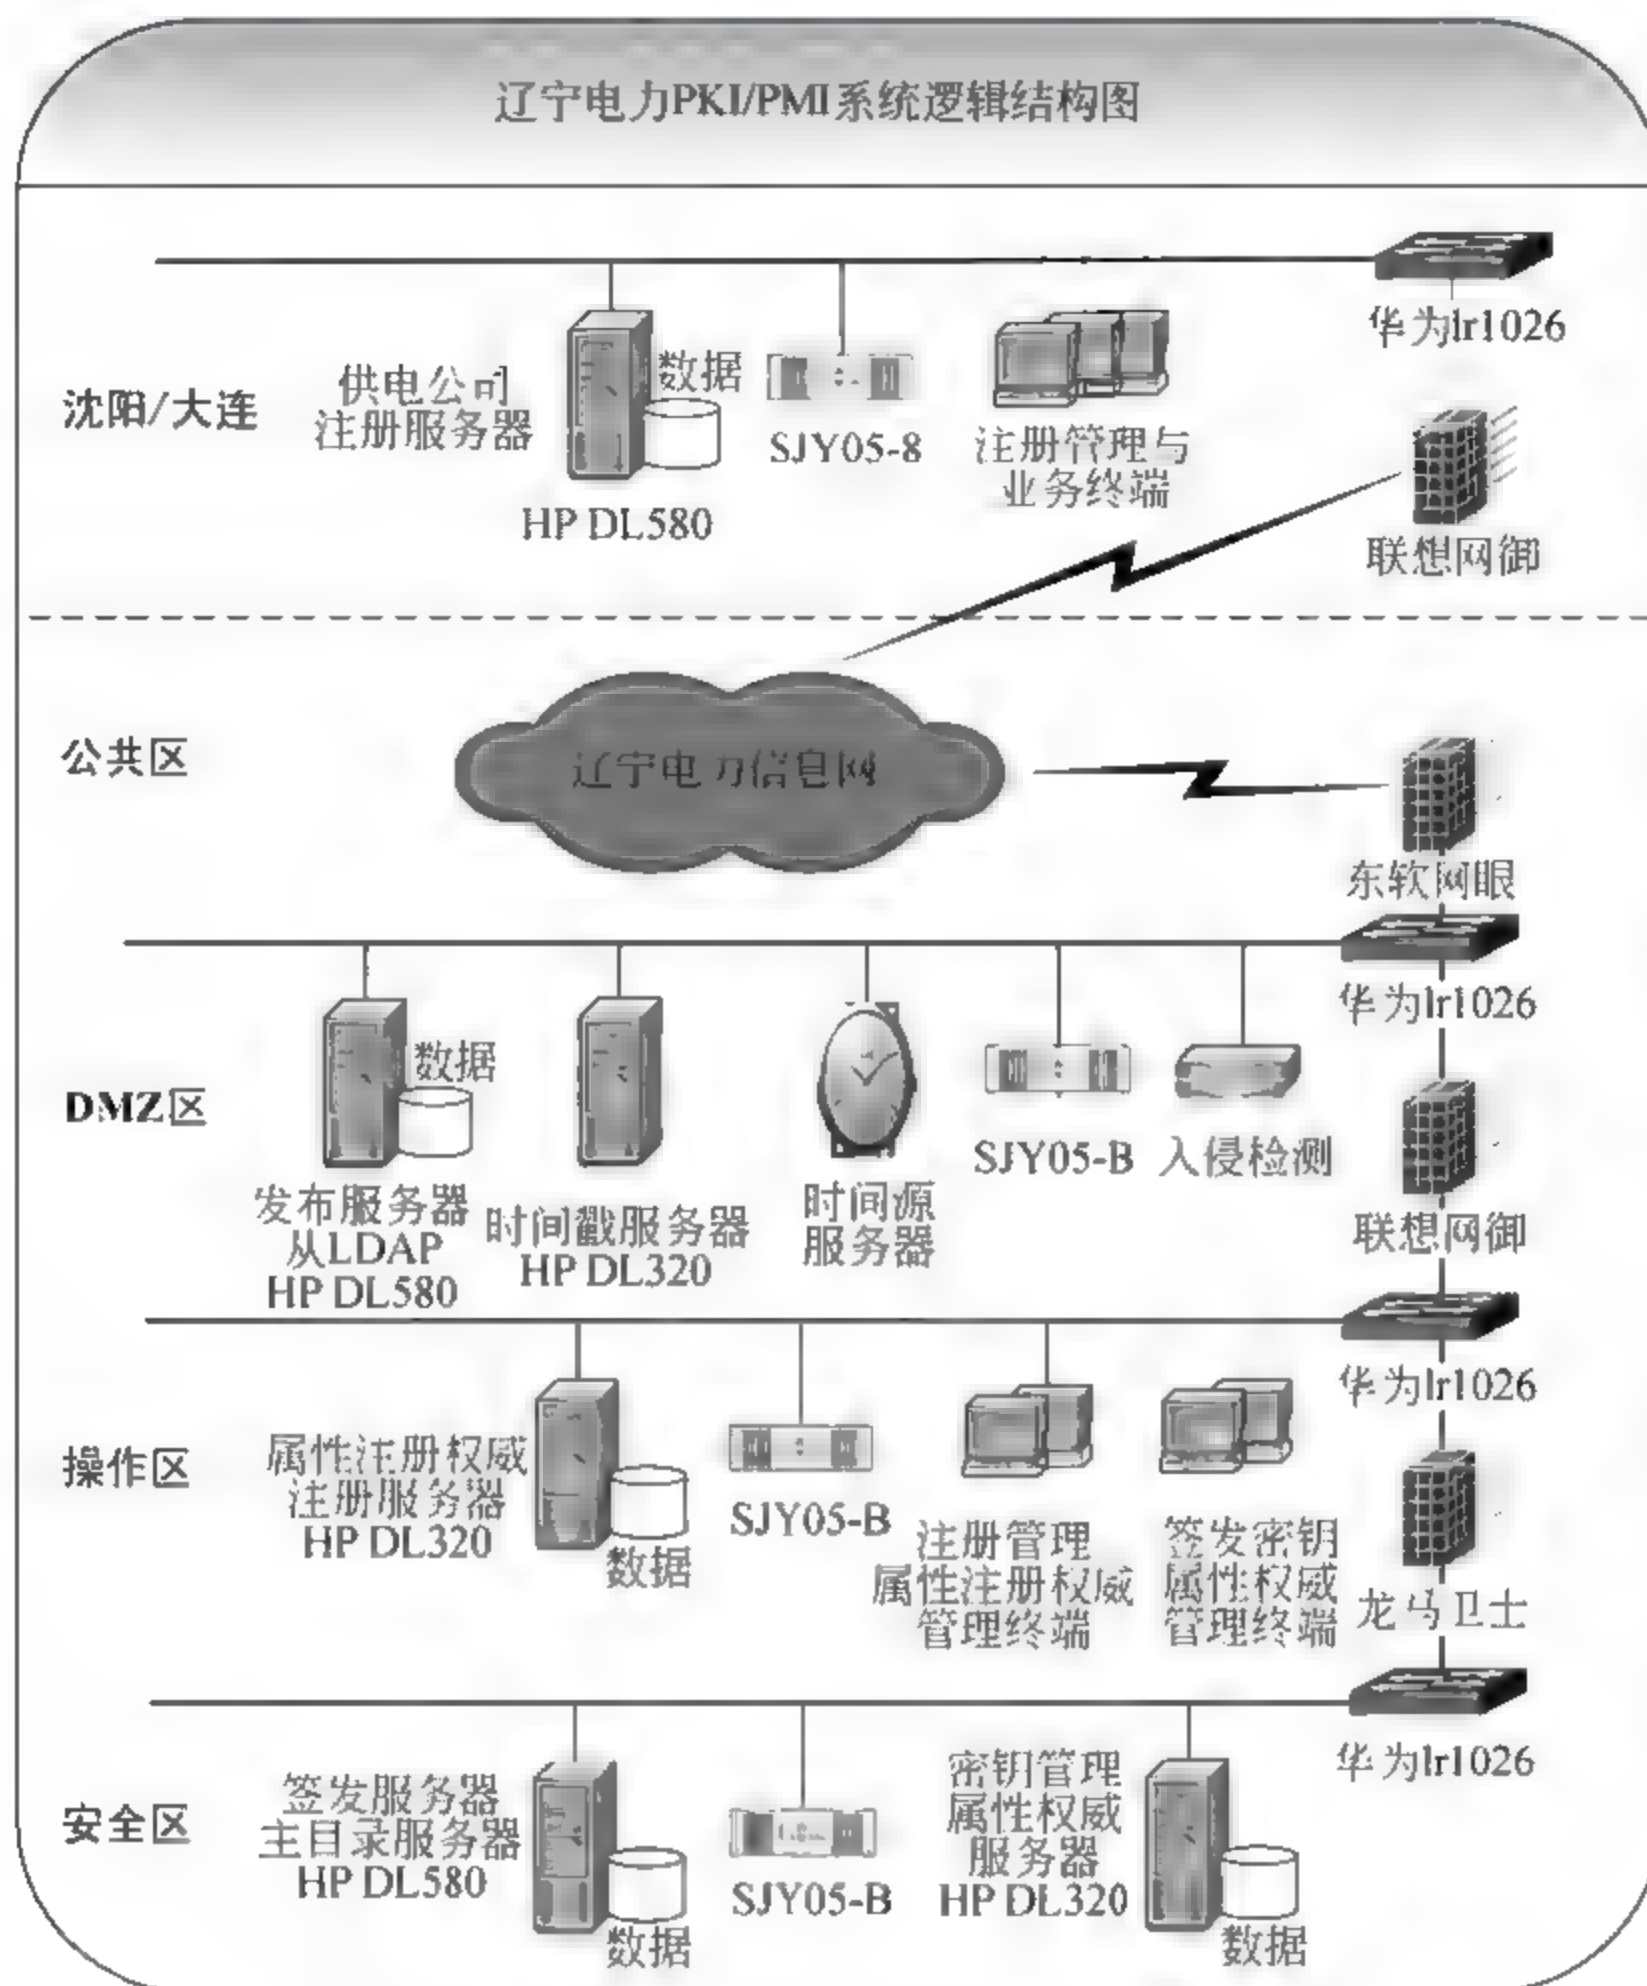 辽宁电力PKI/PMI系统逻辑结构图
华为lr1026
沈阳/大连
供电公司
注册服务器
数据
HP DL580
SJY05-8
注册管理与
业务终端
联想网御
公共区
辽宁电力信息网
东软网眼
华为lr1026
DMZ区
数据
发布服务器
从LDAP
HP DL580
时间戳服务器
HP DL320
时间源
服务器
SJY05-B
入侵检测
联想网御
华为lr1026
操作区
属性注册权威
注册服务器
HP DL320
数据
SJY05-B
注册管理
属性注册权威
管理终端
签发密钥
属性权威
管理终端
龙马卫士
华为lr1026
安全区
签发服务器
主目录服务器
HP DL580
数据
SJY05-B
密钥管理
属性权威
服务器
HP DL320
数据